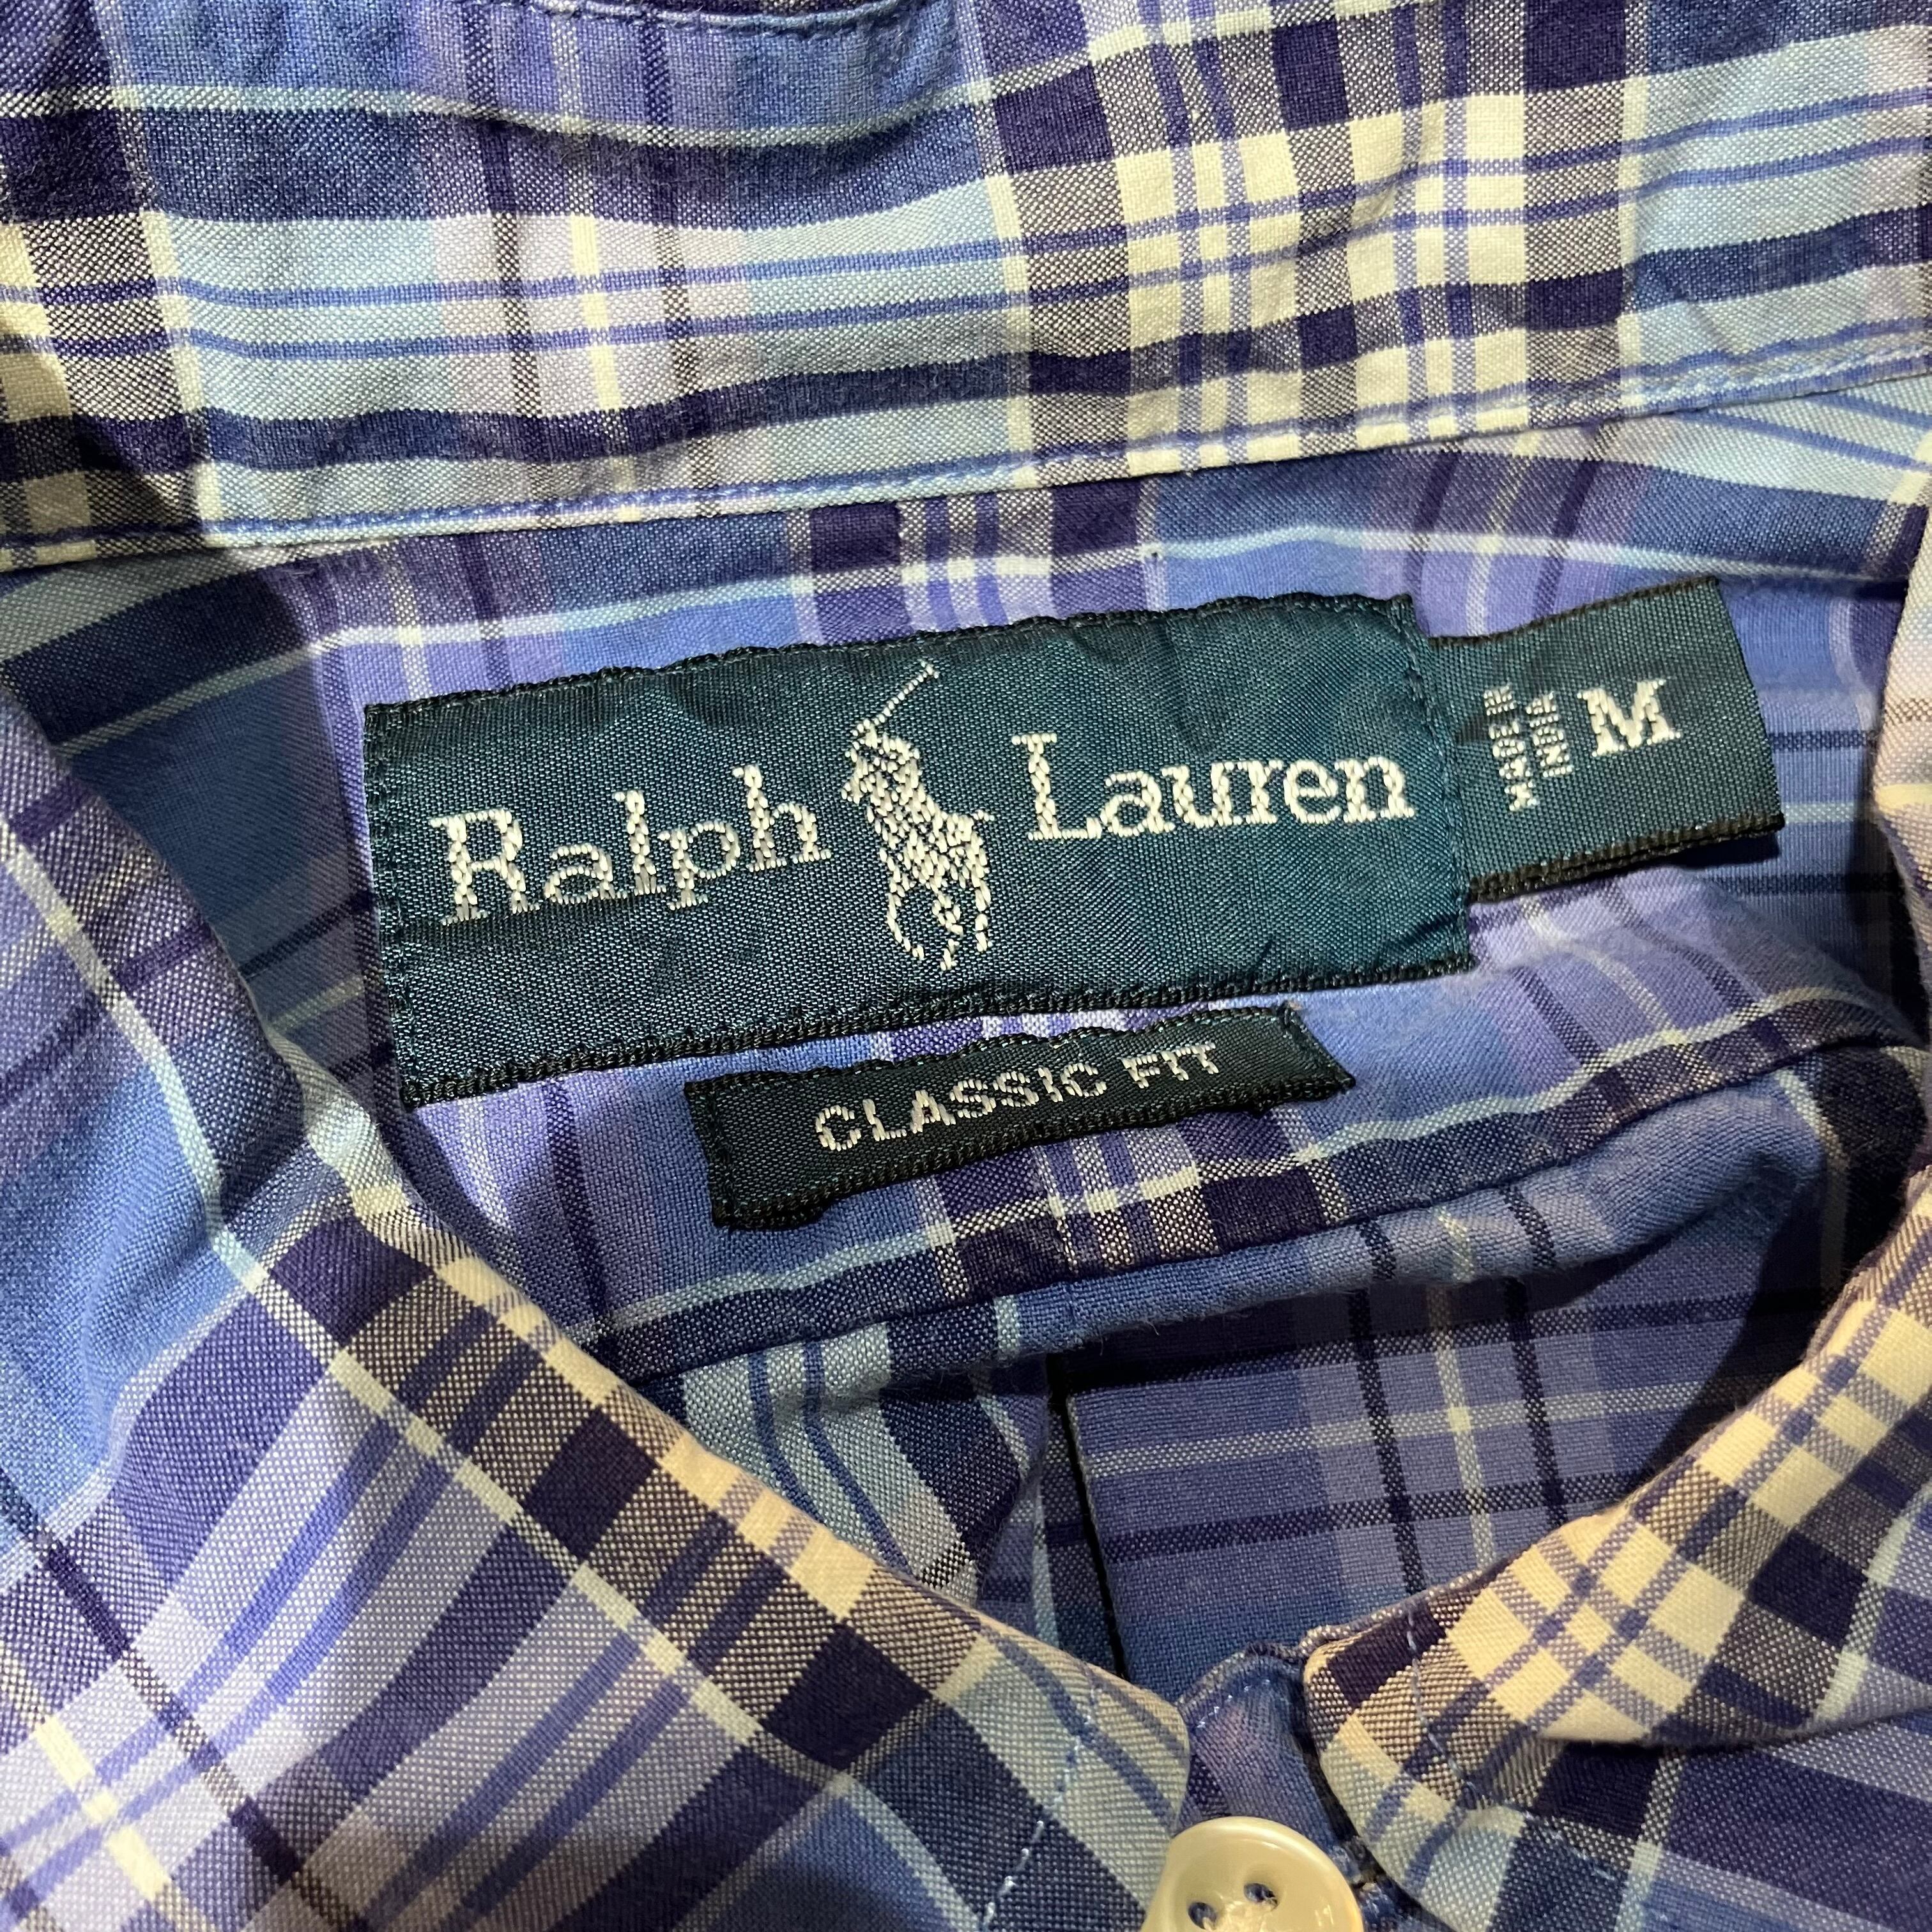 Ralph Lauren
MADE IN
INDIA
M
CLASSIC FIT